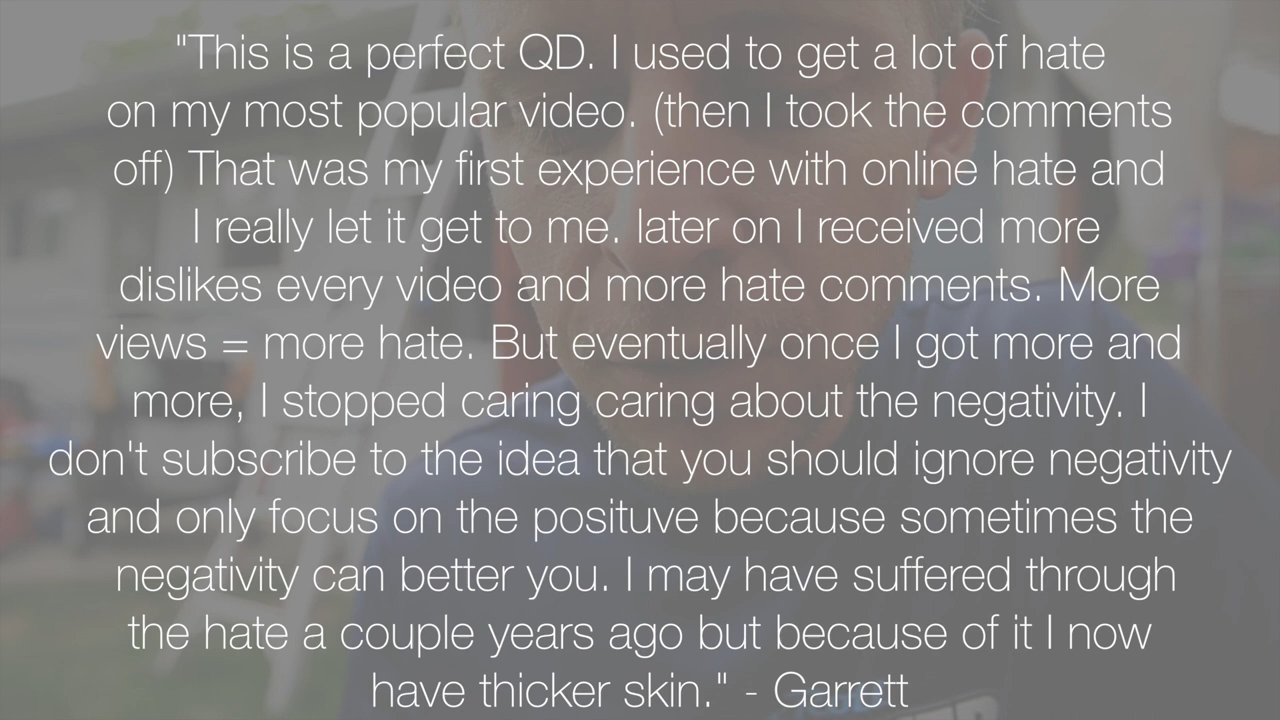 "This is a perfect QD. I used to get a lot of hate
on my most popular video. (then I took the comments
off) That was my first experience with online hate and
I really let it get to me. later on I received more
dislikes every video and more hate comments. More
views = more hate. But eventually once I got more and
more, I stopped caring caring about the negativity. I
don't subscribe to the idea that you should ignore negativity
and only focus on the posituve because sometimes the
negativity can better you. I may have suffered through
the hate a couple years ago but because of it I now
have thicker skin." - Garrett